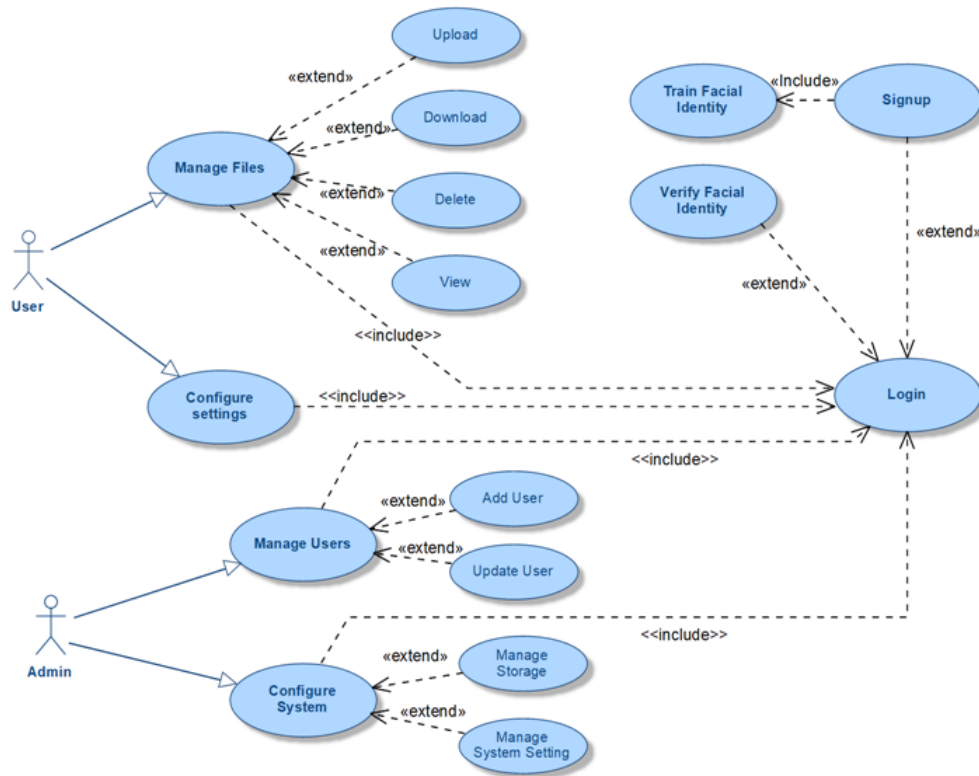 Upload
«extend»
«Include»
Train Facial
Identity
Signup
Download
«extend»
Manage Files
Delete
«extend»
Verify Facial
Identity
«extend»
User
«extend»
View
«extend»
<<include>>
Configure
settings
<<include>>
Login
<<include>>
Add User
«extend»
Manage Users
«extend»
Update User
Admin
<<include>>
Manage
Storage
«extend»
Configure
System
«extend»
Manage
System Setting